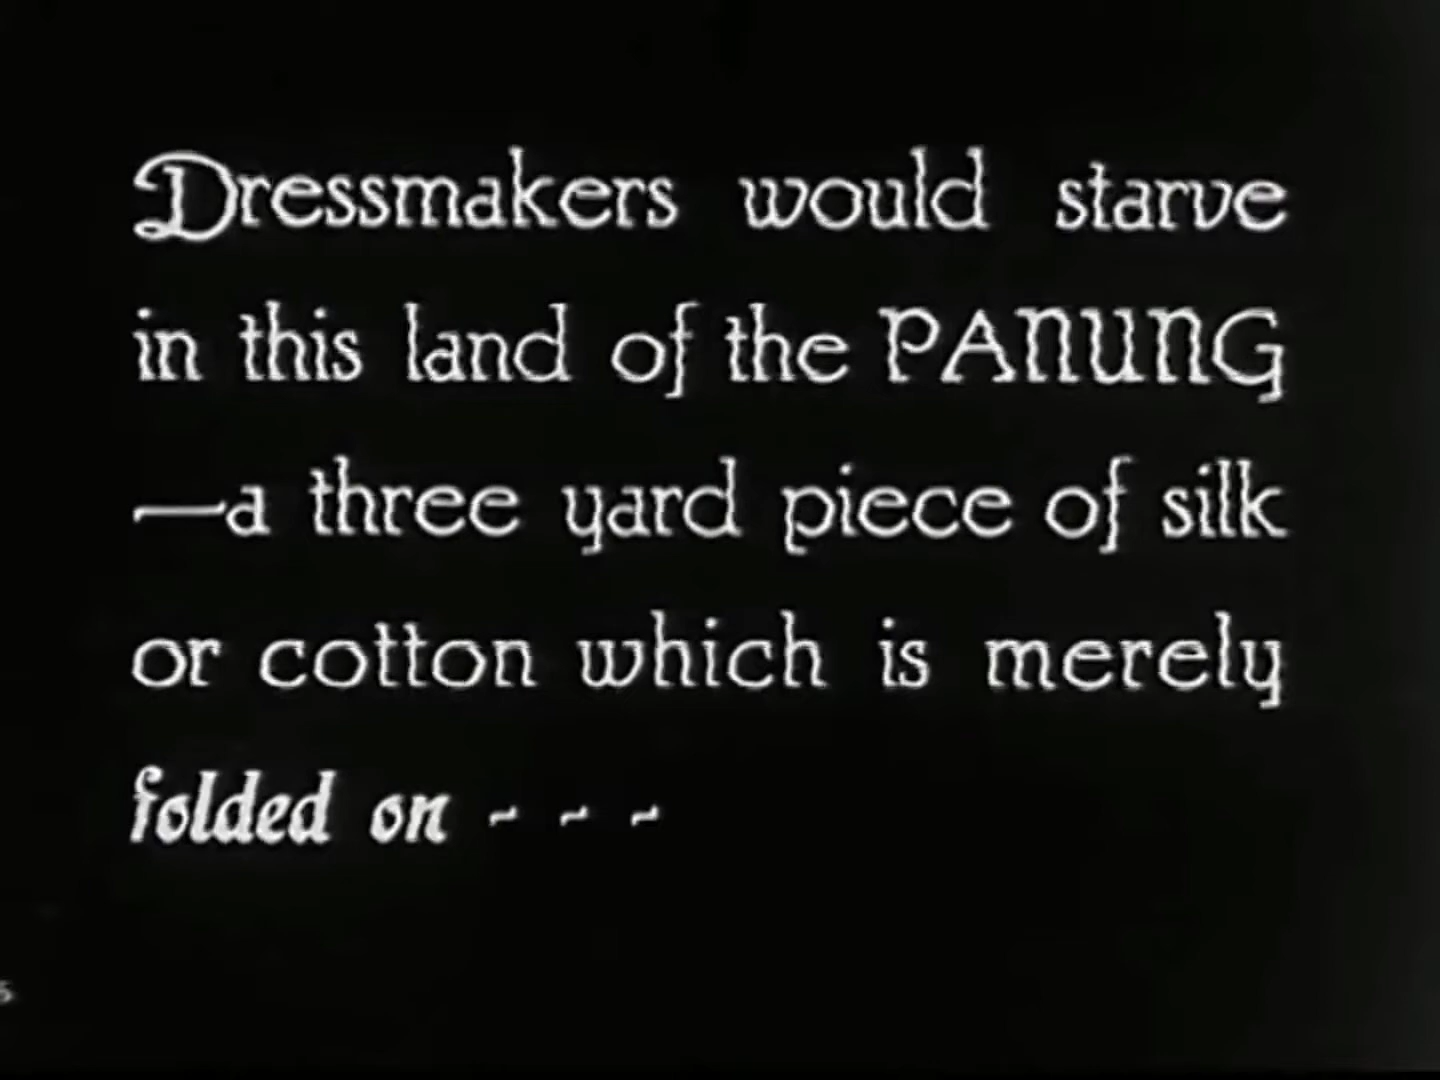 Dressmakers would starve
in this land of the PANUNG
—a three yard piece of silk
or cotton which is merely
folded on - - -